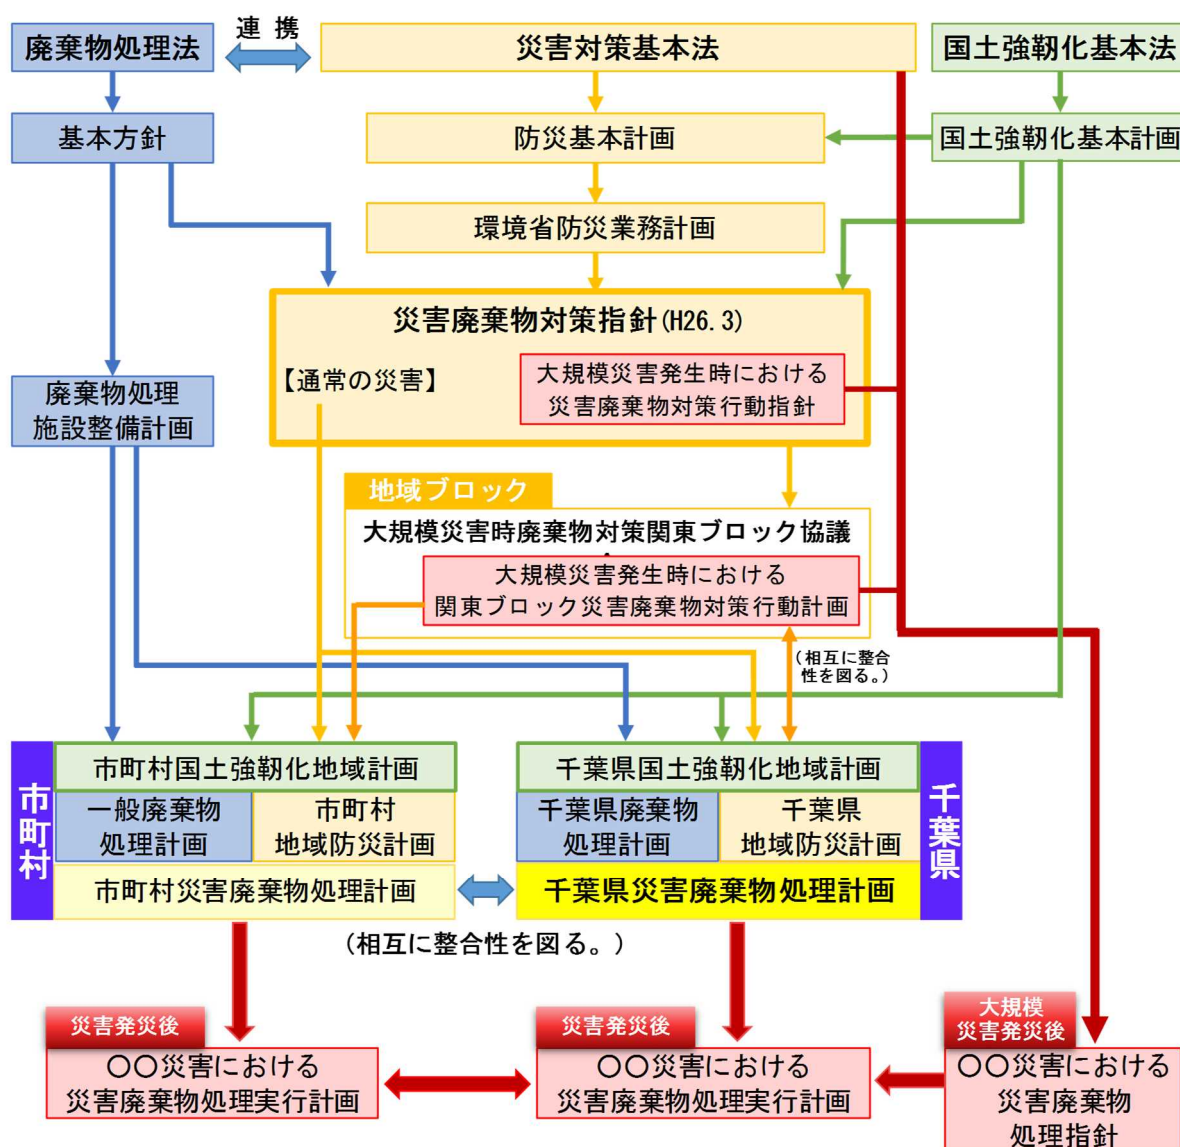 連 携
廃棄物処理法
災害対策基本法
国土強靭化基本法
基本方針
防災基本計画
国土強靭化基本計画
環境省防災業務計画
災害廃棄物対策指針(H26.3)
【通常の災害】
大規模災害発生時における
災害廃棄物対策行動指針
廃棄物処理
施設整備計画
地域ブロック
大規模災害時廃棄物対策関東ブロック協議
大規模災害発生時における
関東ブロック災害廃棄物対策行動計画
(相互に整合
性を図る。)
市町村
市町村国土強靭化地域計画
一般廃棄物
処理計画
市町村
地域防災計画
市町村災害廃棄物処理計画
千葉県国土強靭化地域計画
千葉県廃棄物
処理計画
千葉県
地域防災計画
千葉県災害廃棄物処理計画
千葉県
(相互に整合性を図る。)
災害発災後
〇〇災害における
災害廃棄物処理実行計画
災害発災後
〇〇災害における
災害廃棄物処理実行計画
大規模
災害発災後
〇〇災害における
災害廃棄物
処理指針